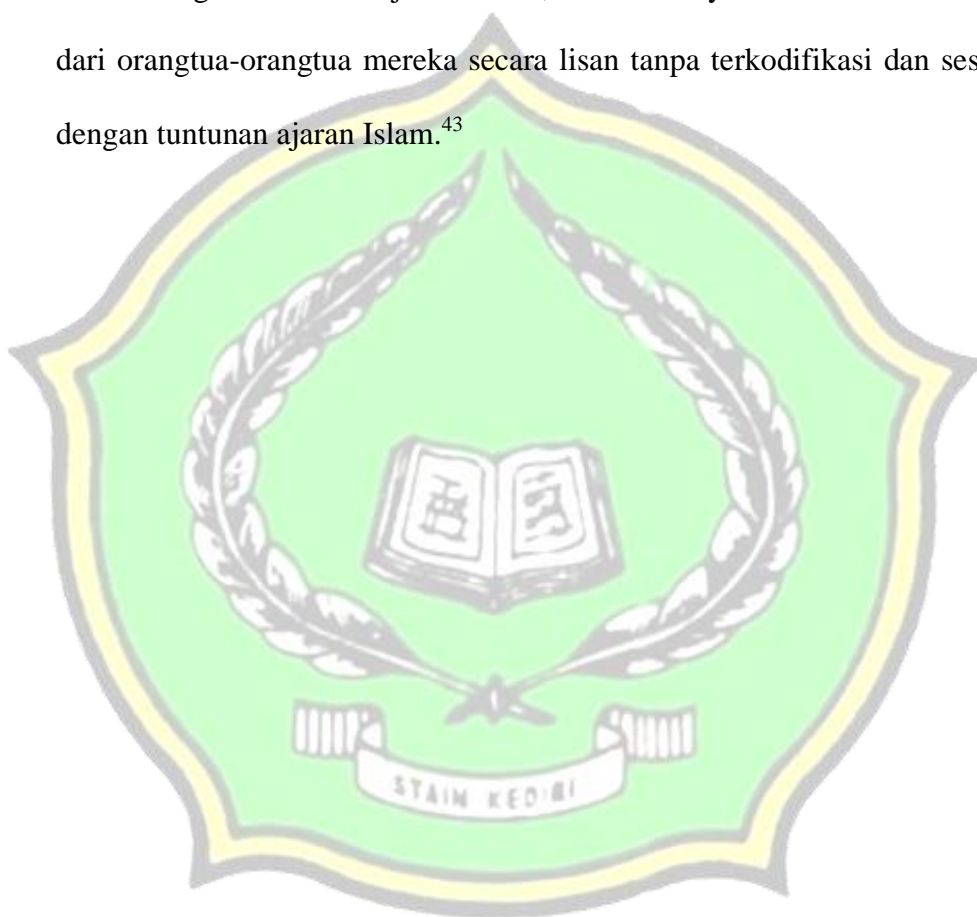 dari orangtua-orangtua mereka secara lisan tanpa terkodifikasi dan ses
dengan tuntunan ajaran Islam.43
STAIN KEDIRI